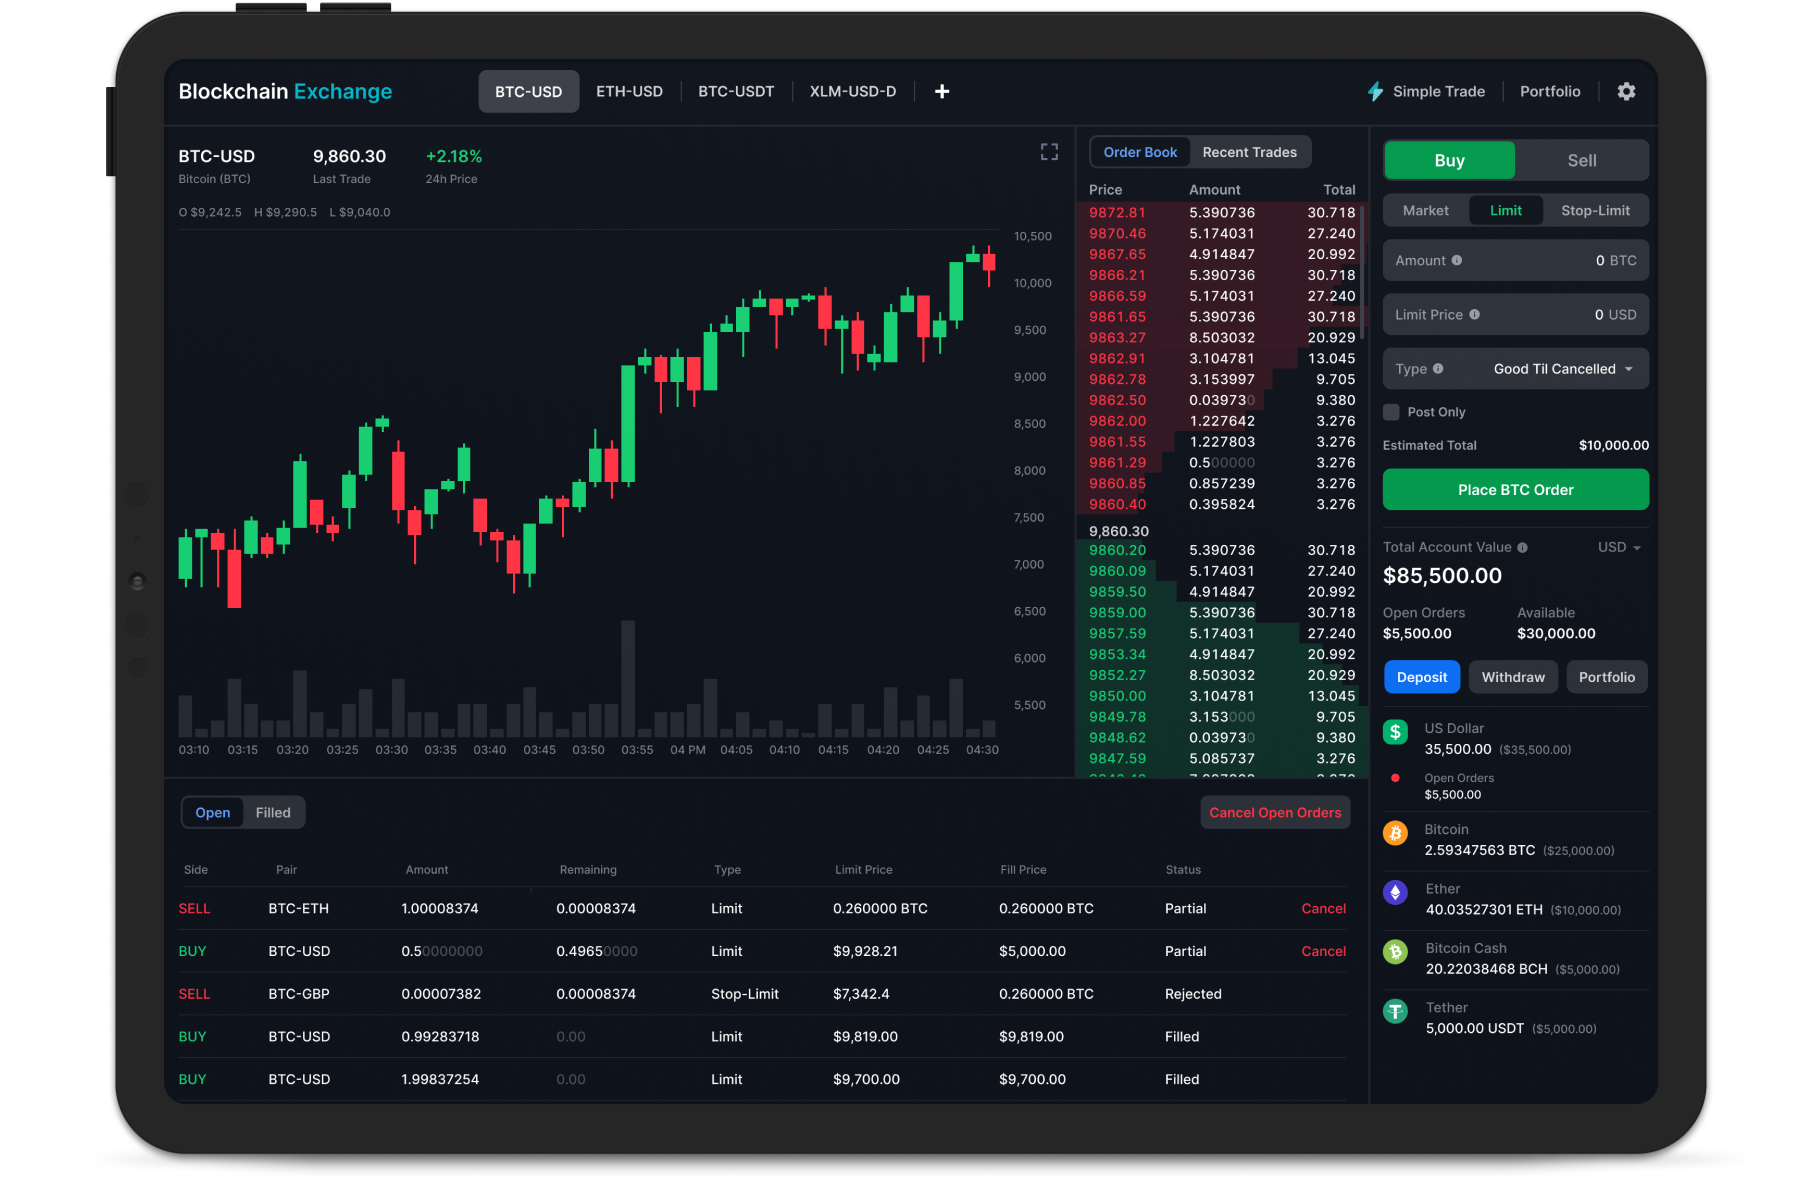 Blockchain Exchange
BTC-USD ETH-USD BTC-USDT XLM-USD-D +
Simple Trade Portfolio
BTC-USD 9,860.30 +2.18%
Bitcoin (BTC) Last Trade 24h Price
O $9,242.5 H $9,290.5 L $9,040.0
10,500
10,000
9,500
9,000
8,500
8,000
7,500
7,000
6,500
6,000
5,500
03:10 03:15 03:20 03:25 03:30 03:35 03:40 03:45 03:50 03:55 04 PM 04:05 04:10 04:15 04:20 04:25 04:30
Order Book Recent Trades
Price Amount Total
9872.81 5.390736 30.718
9870.46 5.174031 27.240
9867.65 4.914847 20.992
9866.21 5.390736 30.718
9866.59 5.174031 27.240
9861.65 5.390736 30.718
9863.27 8.503032 20.929
9862.91 3.104781 13.045
9862.78 3.153997 9.705
9862.50 0.039730 9.380
9862.00 1.227642 3.276
9861.55 1.227803 3.276
9861.29 0.500000 3.276
9860.85 0.857239 3.276
9860.40 0.395824 3.276
9,860.30
9860.20 5.390736 30.718
9860.09 5.174031 27.240
9859.50 4.914847 20.992
9859.00 5.390736 30.718
9857.59 5.174031 27.240
9853.34 4.914847 20.992
9852.27 8.503032 20.929
9850.00 3.104781 13.045
9849.78 3.153000 9.705
9848.62 0.039730 9.380
9847.59 5.085737 3.276
Buy Sell
Market Limit Stop-Limit
Amount 0 BTC
Limit Price 0 USD
Type Good Til Cancelled
Post Only
Estimated Total $10,000.00
Place BTC Order
Total Account Value USD
$85,500.00
Open Orders Available
$5,500.00 $30,000.00
Deposit Withdraw Portfolio
US Dollar
35,500.00 ($35,500.00)
Open Orders
$5,500.00
Bitcoin
2.59347563 BTC ($25,000.00)
Ether
40.03527301 ETH ($10,000.00)
Bitcoin Cash
20.22038468 BCH ($5,000.00)
Tether
5,000.00 USDT ($5,000.00)
Open Filled
Cancel Open Orders
Side Pair Amount Remaining Type Limit Price Fill Price Status
SELL BTC-ETH 1.00008374 0.00008374 Limit 0.260000 BTC 0.260000 BTC Partial Cancel
BUY BTC-USD 0.50000000 0.49650000 Limit $9,928.21 $5,000.00 Partial Cancel
SELL BTC-GBP 0.00007382 0.00008374 Stop-Limit $7,342.4 0.260000 BTC Rejected
BUY BTC-USD 0.99283718 0.00 Limit $9,819.00 $9,819.00 Filled
BUY BTC-USD 1.99837254 0.00 Limit $9,700.00 $9,700.00 Filled